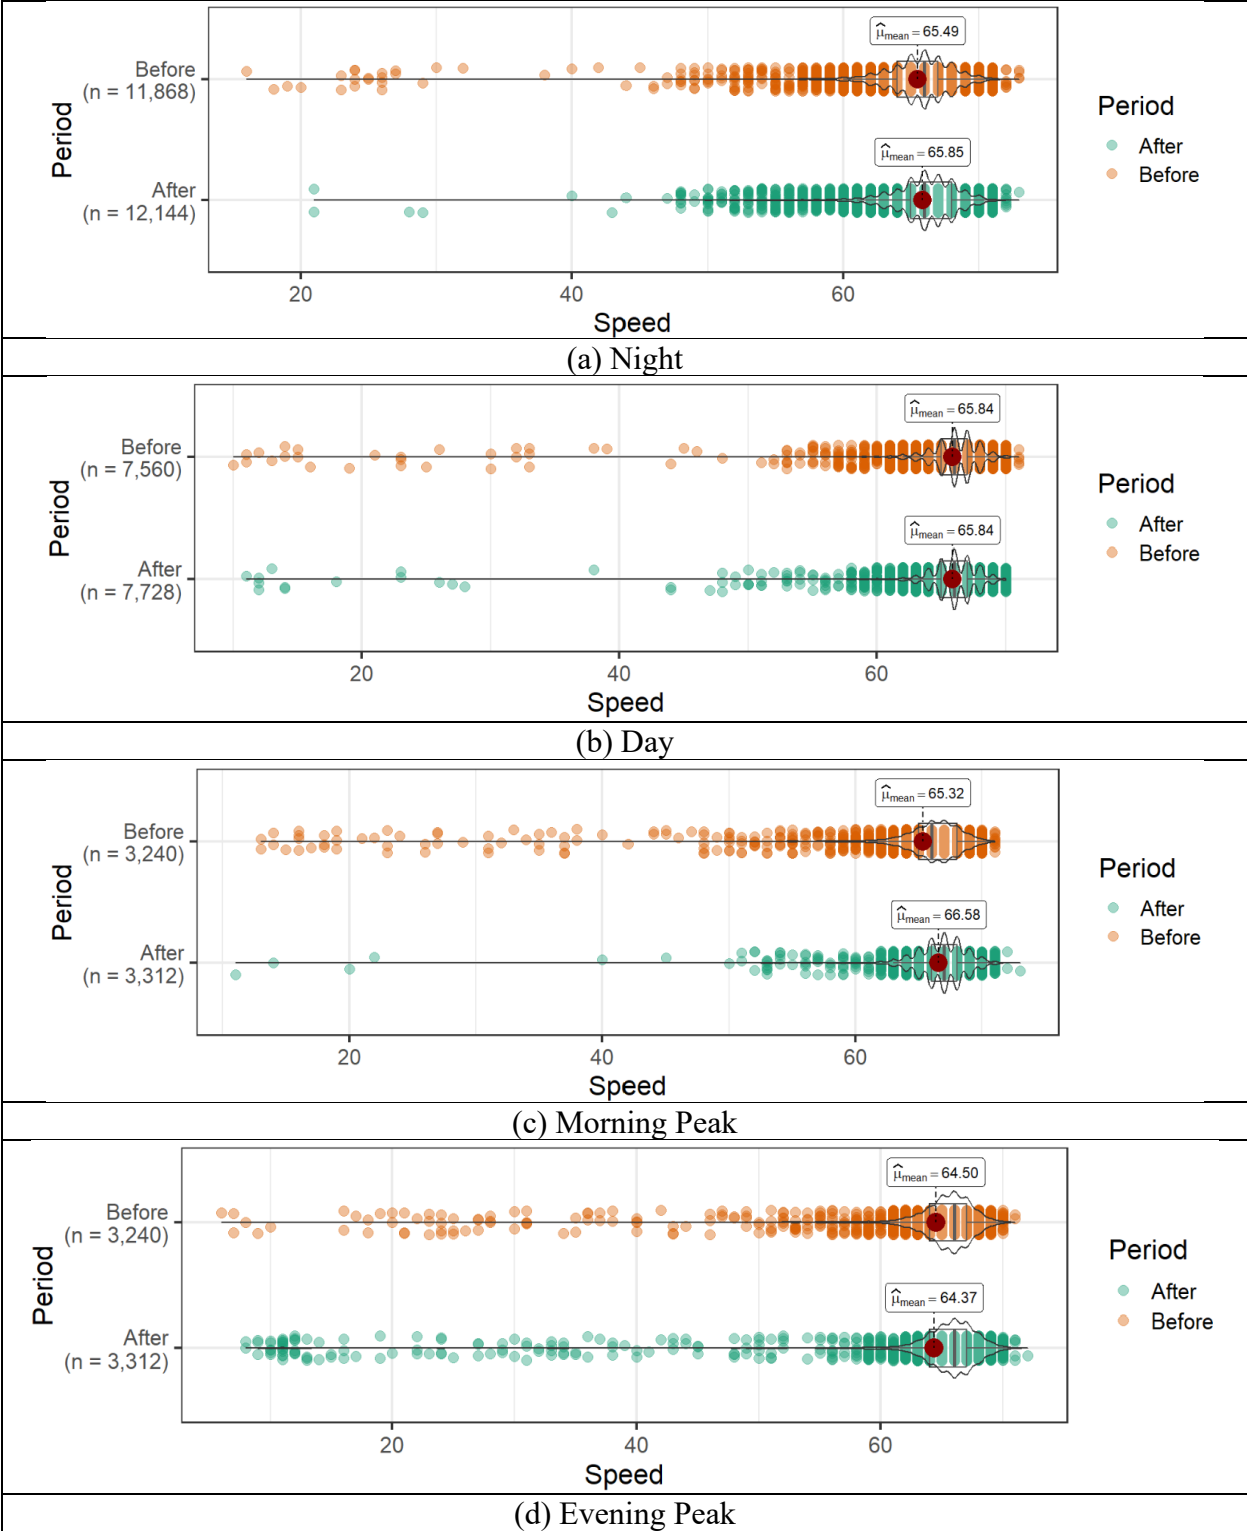 μ̂mean = 65.49
Before
(n = 11,868)
Period
μ̂mean = 65.85
After
(n = 12,144)
20 40 60
Speed
Period
After
Before
(a) Night
μ̂mean = 65.84
Before
(n = 7,560)
Period
μ̂mean = 65.84
After
(n = 7,728)
20 40 60
Speed
Period
After
Before
(b) Day
μ̂mean = 65.32
Before
(n = 3,240)
Period
μ̂mean = 66.58
After
(n = 3,312)
20 40 60
Speed
Period
After
Before
(c) Morning Peak
μ̂mean = 64.50
Before
(n = 3,240)
Period
μ̂mean = 64.37
After
(n = 3,312)
20 40 60
Speed
Period
After
Before
(d) Evening Peak